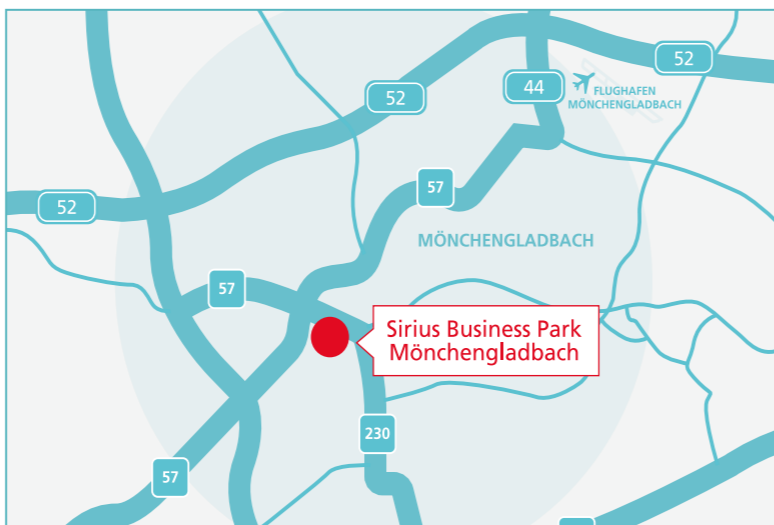 52
44
FLUGHAFEN
MÖNCHENGLADBACH
52
57
52
MÖNCHENGLADBACH
57
Sirius Business Park
Mönchengladbach
230
57